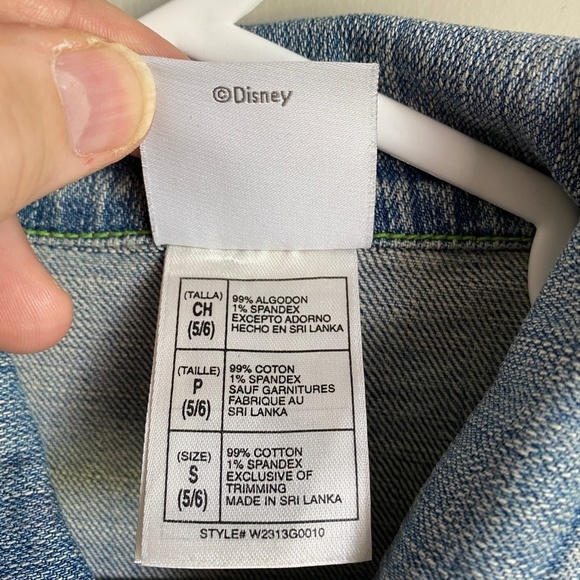 ©Disney
(TALLA)
CH
(5/6)
99% ALGODON
1% SPANDEX
EXCEPTO ADORNO
HECHO EN SRI LANKA
(TAILLE)
P
(5/6)
99% COTON
1% SPANDEX
SAUF GARNITURES
FABRIQUE AU
SRI LANKA
(SIZE)
S
(5/6)
99% COTTON
1% SPANDEX
EXCLUSIVE OF
TRIMMING
MADE IN SRI LANKA
STYLE# W2313G0010